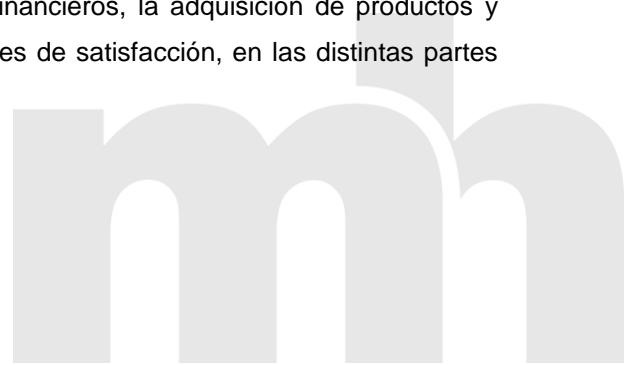 inancieros, la adquisición de productos y
es de satisfacción, en las distintas partes
mh